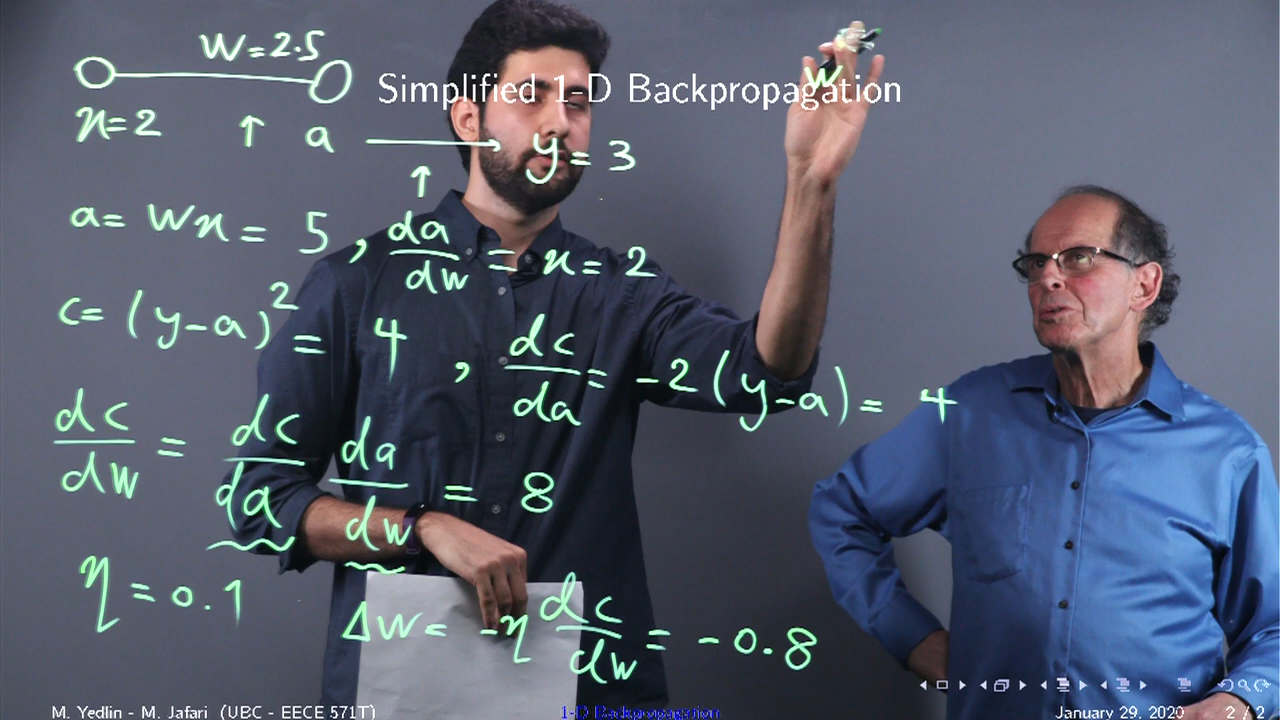 W=2.5
Simplified 1-D Backpropagation
W
x=2 ↑ a → y=3
↑
a= Wx= 5 , da/dw = x= 2
c= (y-a)^2 = 4 , dc/da = -2(y-a)= 4
dc/dw = dc/da da/dw = 8
η=0.1
ΔW= -η dc/dw = -0.8
M. Yedlin - M. Jafari (UBC - EECE 571T) 1-D Backpropagation January 29, 2020 2 / 2